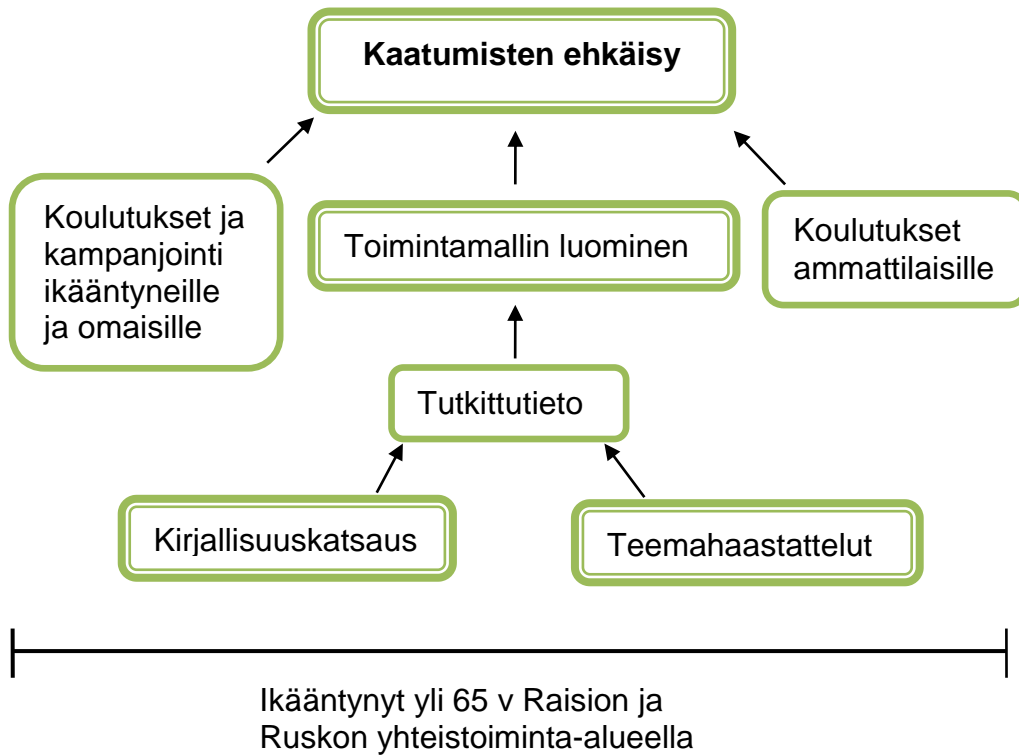 Kaatumisten ehkäisy
Koulutukset ja
kampanjointi
ikääntyneille
ja omaisille
Toimintamallin luominen
Koulutukset
ammattilaisille
Tutkittutieto
Kirjallisuuskatsaus
Teemahaastattelut
Ikääntynyt yli 65 v Raision ja
Ruskon yhteistoiminta-alueella